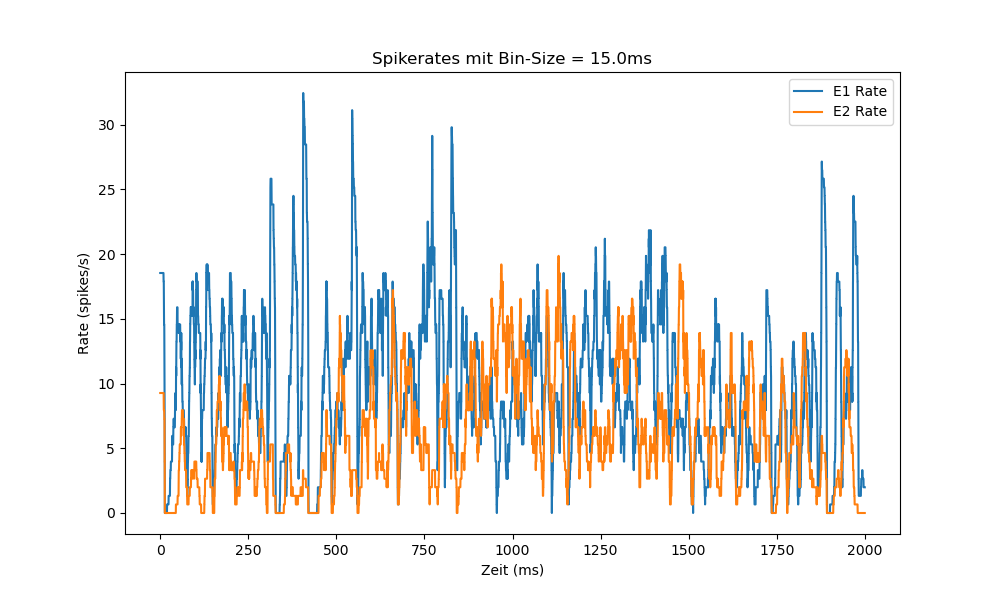 Spikerates mit Bin-Size = 15.0ms
E1 Rate
E2 Rate
30
25
20
15
10
5
0
Rate (spikes/s)
0 250 500 750 1000 1250 1500 1750 2000
Zeit (ms)